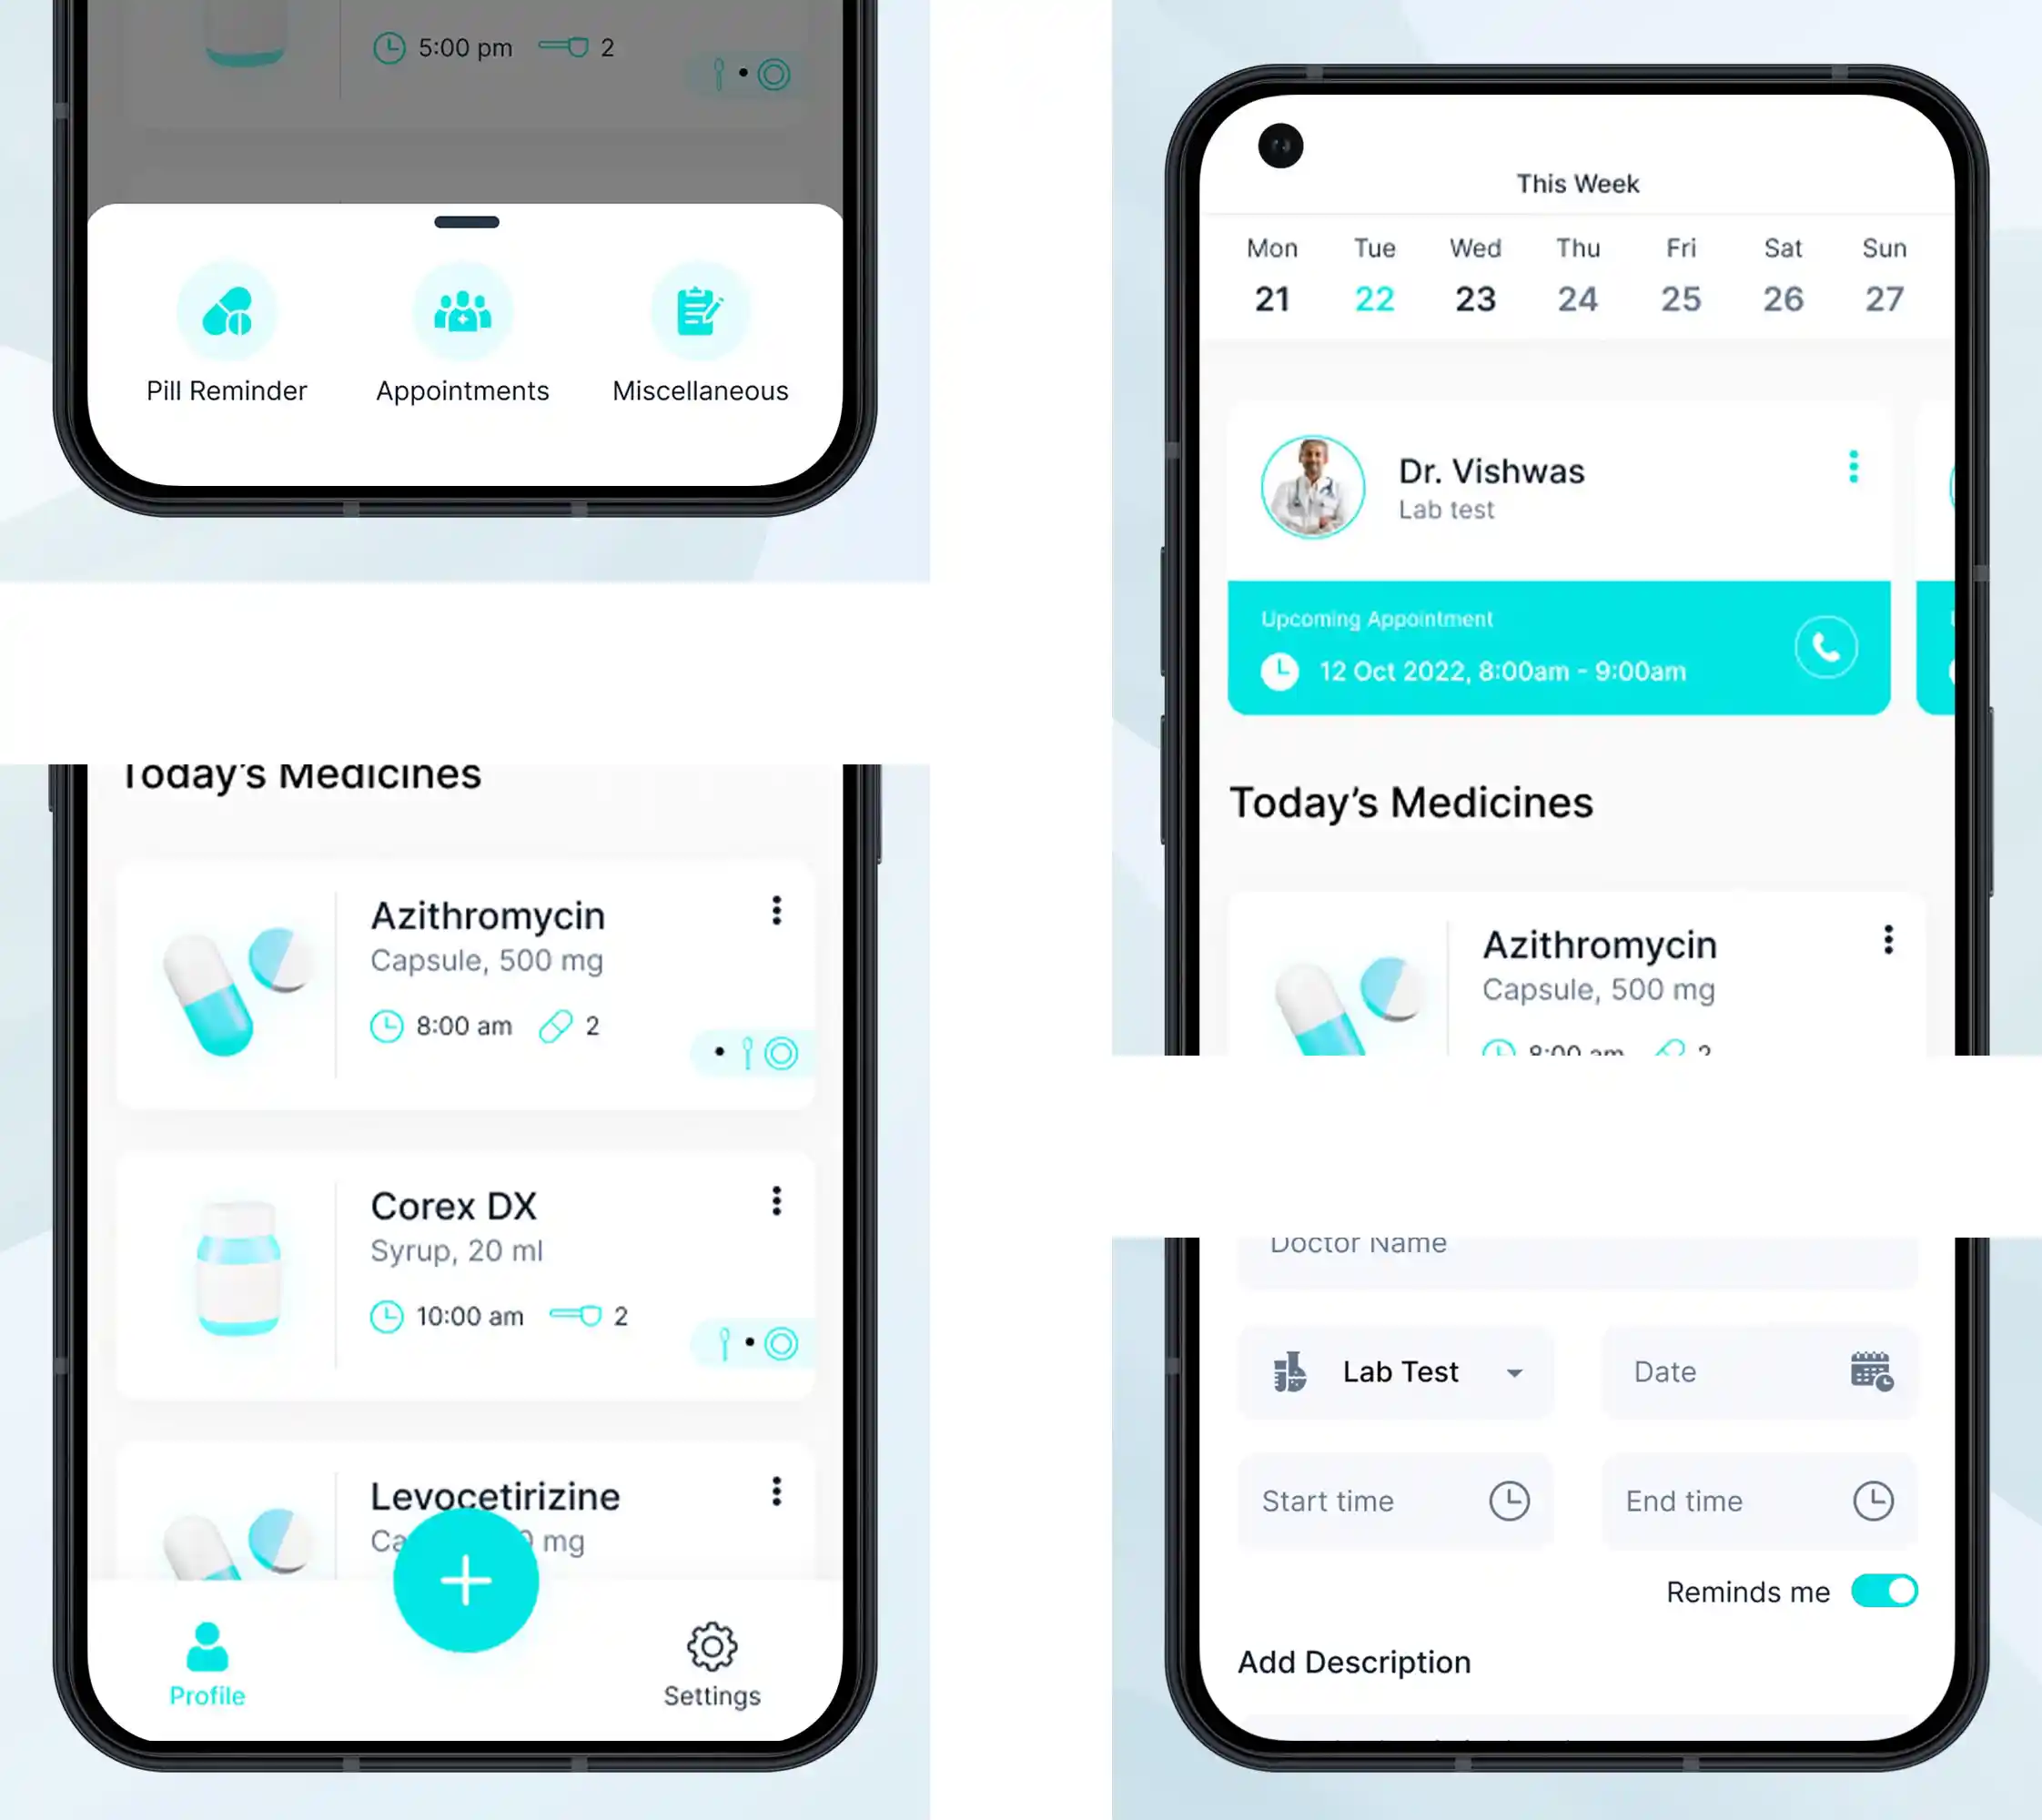 5:00 pm 2
Pill Reminder
Appointments
Miscellaneous
Today's Medicines
Azithromycin
Capsule, 500 mg
8:00 am 2
Corex DX
Syrup, 20 ml
10:00 am 2
Levocetirizine
mg
Profile
Settings
This Week
Mon Tue Wed Thu Fri Sat Sun
21 22 23 24 25 26 27
Dr. Vishwas
Lab test
Upcoming Appointment
12 Oct 2022, 8:00am - 9:00am
Today’s Medicines
Azithromycin
Capsule, 500 mg
8:00 am 2
Doctor Name
Lab Test
Date
Start time
End time
Reminds me
Add Description